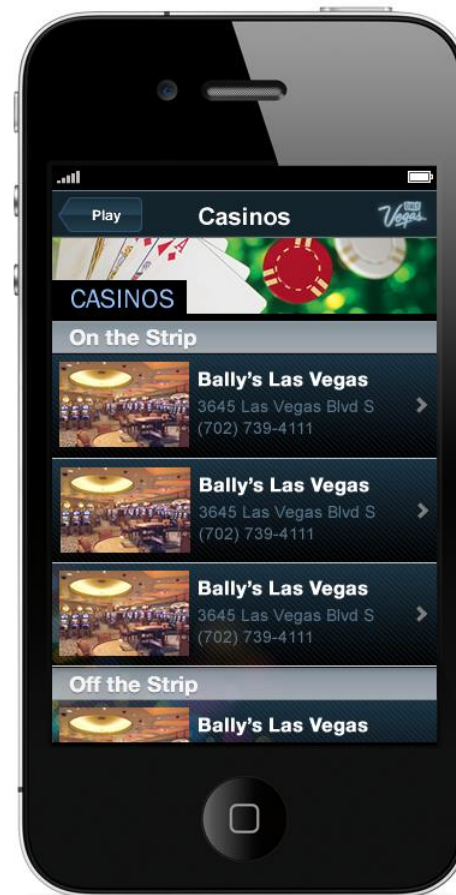 Play
Casinos
ONLY
Vegas
CASINOS
On the Strip
Bally's Las Vegas
3645 Las Vegas Blvd S
(702) 739-4111
Bally's Las Vegas
3645 Las Vegas Blvd S
(702) 739-4111
Bally's Las Vegas
3645 Las Vegas Blvd S
(702) 739-4111
Off the Strip
Bally's Las Vegas